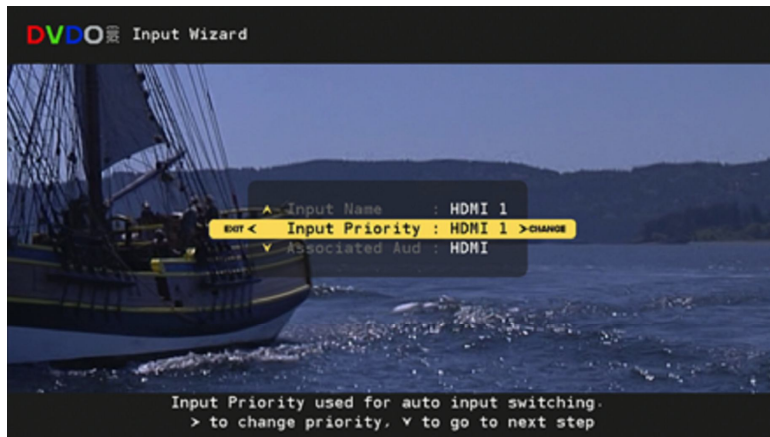 DVDO EDGE Input Wizard
Input Name : HDMI 1
EXIT < Input Priority : HDMI 1 > CHANGE
Associated Aud : HDMI
Input Priority used for auto input switching.
> to change priority, ˅ to go to next step